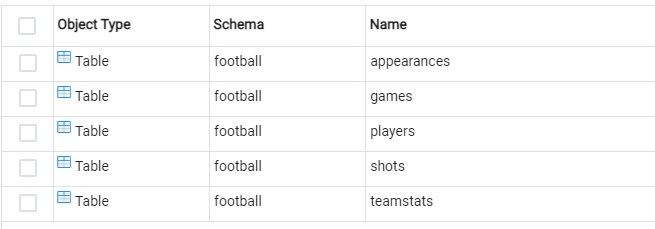 Object Type Schema Name
Table football appearances
Table football games
Table football players
Table football shots
Table football teamstats